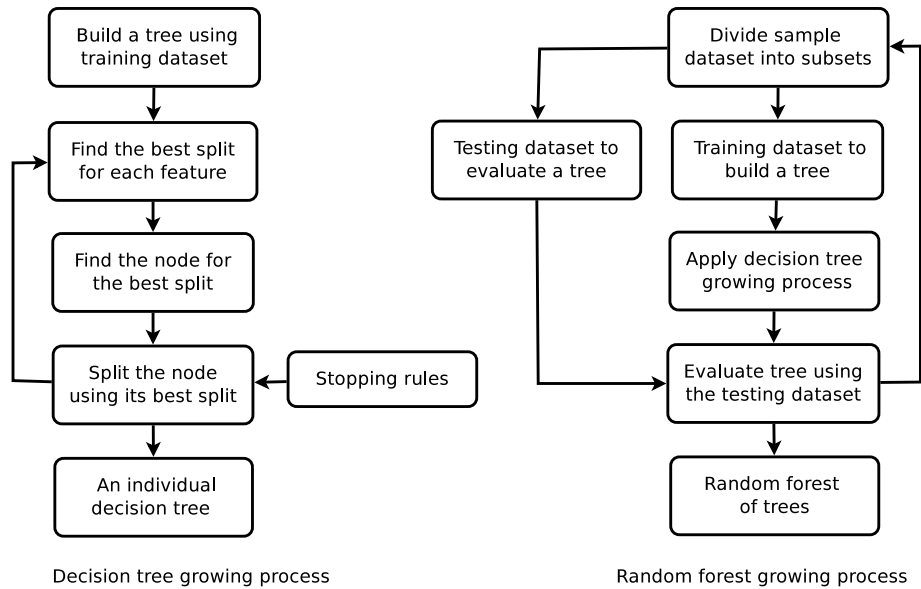 Build a tree using
training dataset
Find the best split
for each feature
Find the node for
the best split
Split the node
using its best split
Stopping rules
An individual
decision tree
Decision tree growing process
Divide sample
dataset into subsets
Testing dataset to
evaluate a tree
Training dataset to
build a tree
Apply decision tree
growing process
Evaluate tree using
the testing dataset
Random forest
of trees
Random forest growing process